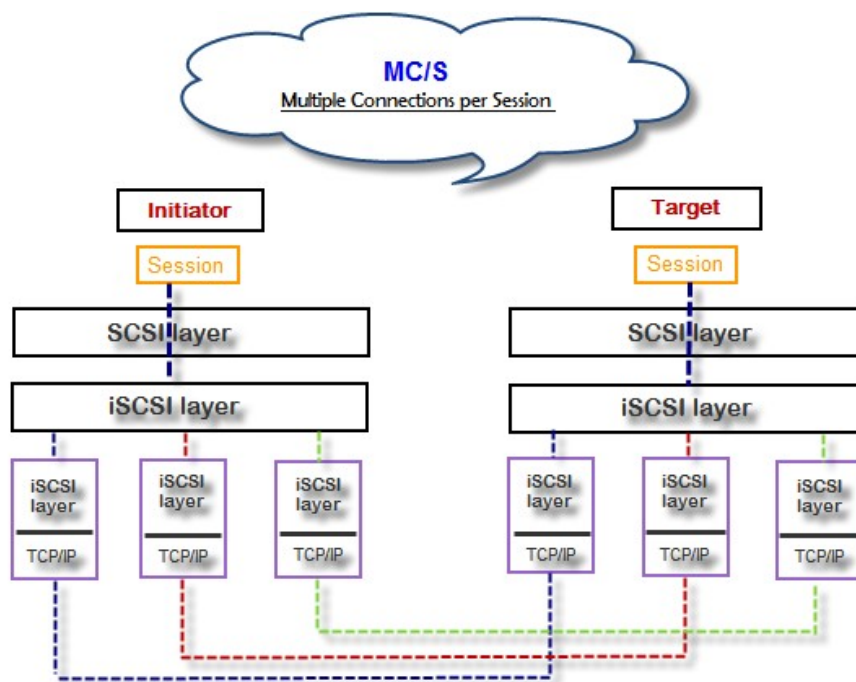 MC/S
Multiple Connections per Session
Initiator
Target
Session
Session
SCSI layer
SCSI layer
iSCSI layer
iSCSI layer
iSCSI
layer
TCP/IP
iSCSI
layer
TCP/IP
iSCSI
layer
TCP/IP
iSCSI
layer
TCP/IP
iSCSI
layer
TCP/IP
iSCSI
layer
TCP/IP